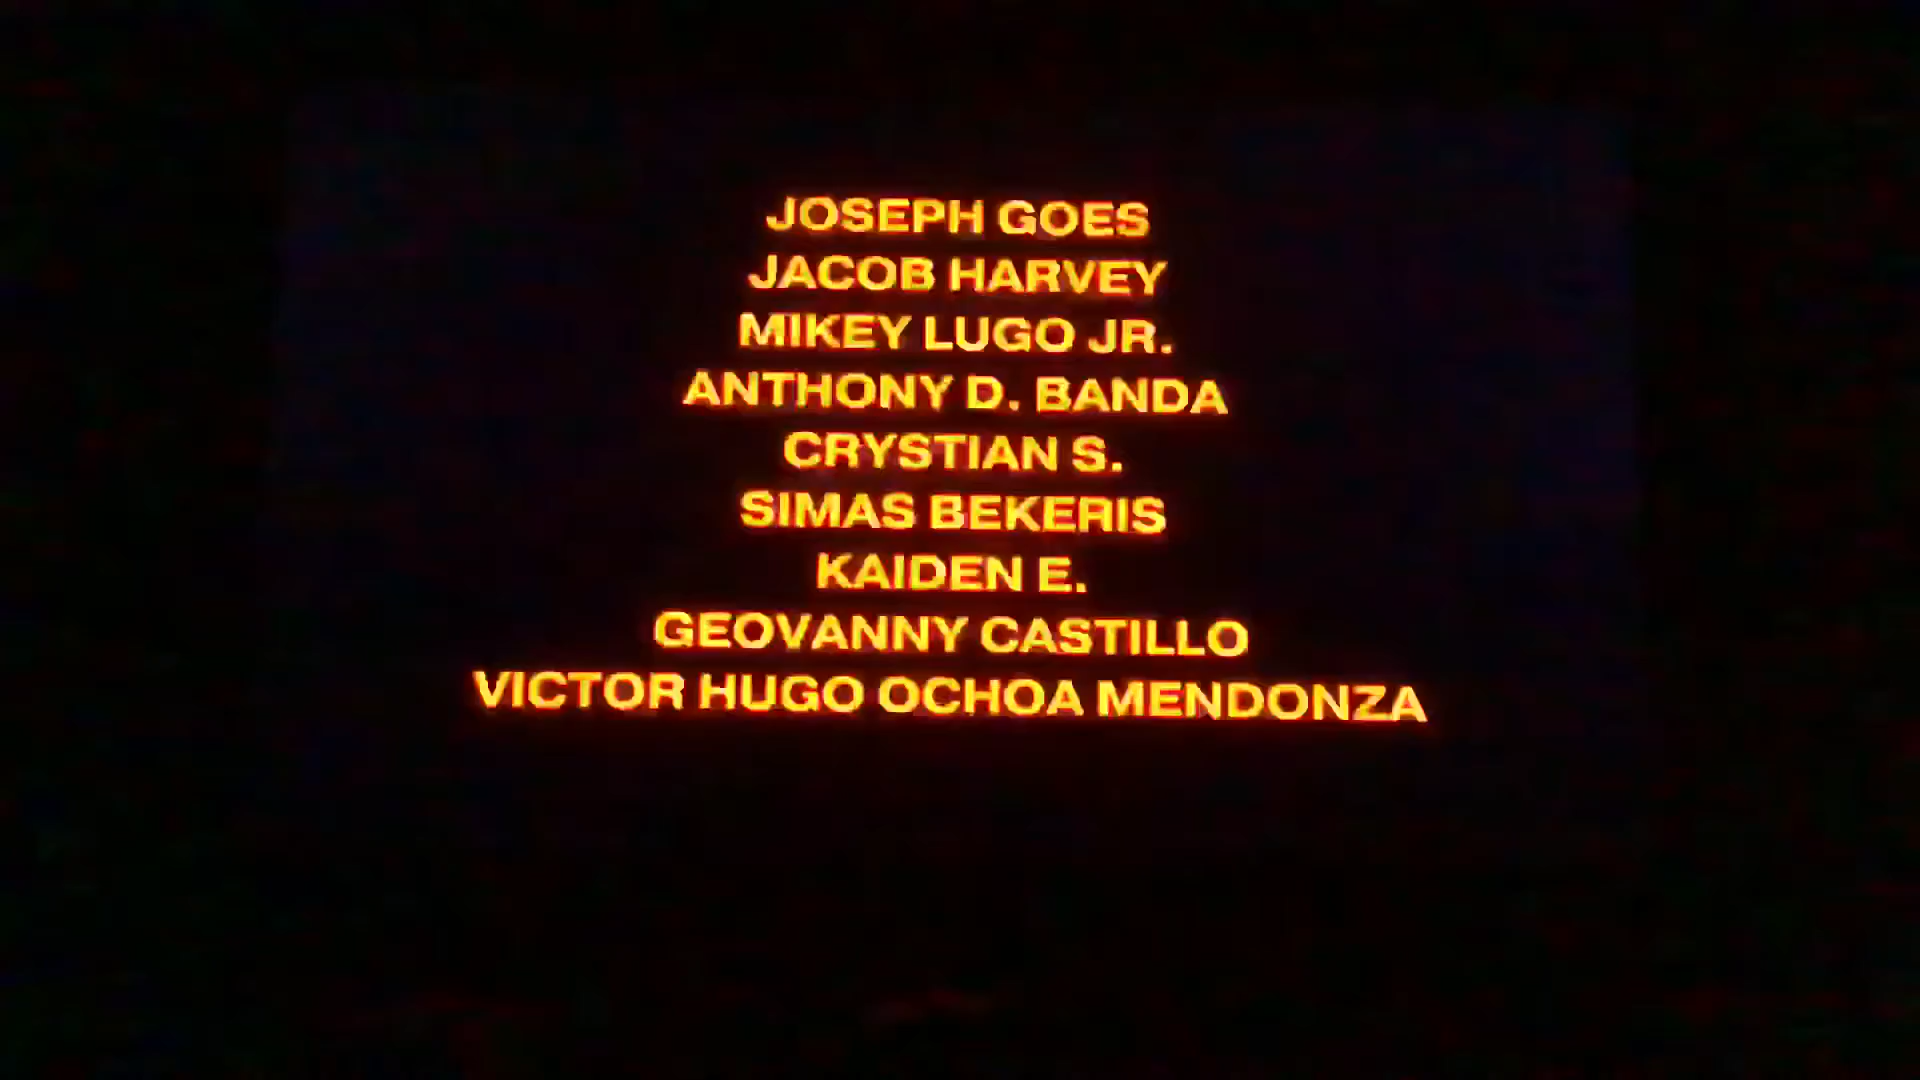 JOSEPH GOES
JACOB HARVEY
MIKEY LUGO JR.
ANTHONY D. BANDA
CRYSTIAN S.
SIMAS BEKERIS
KAIDEN E.
GEOVANNY CASTILLO
VICTOR HUGO OCHOA MENDONZA